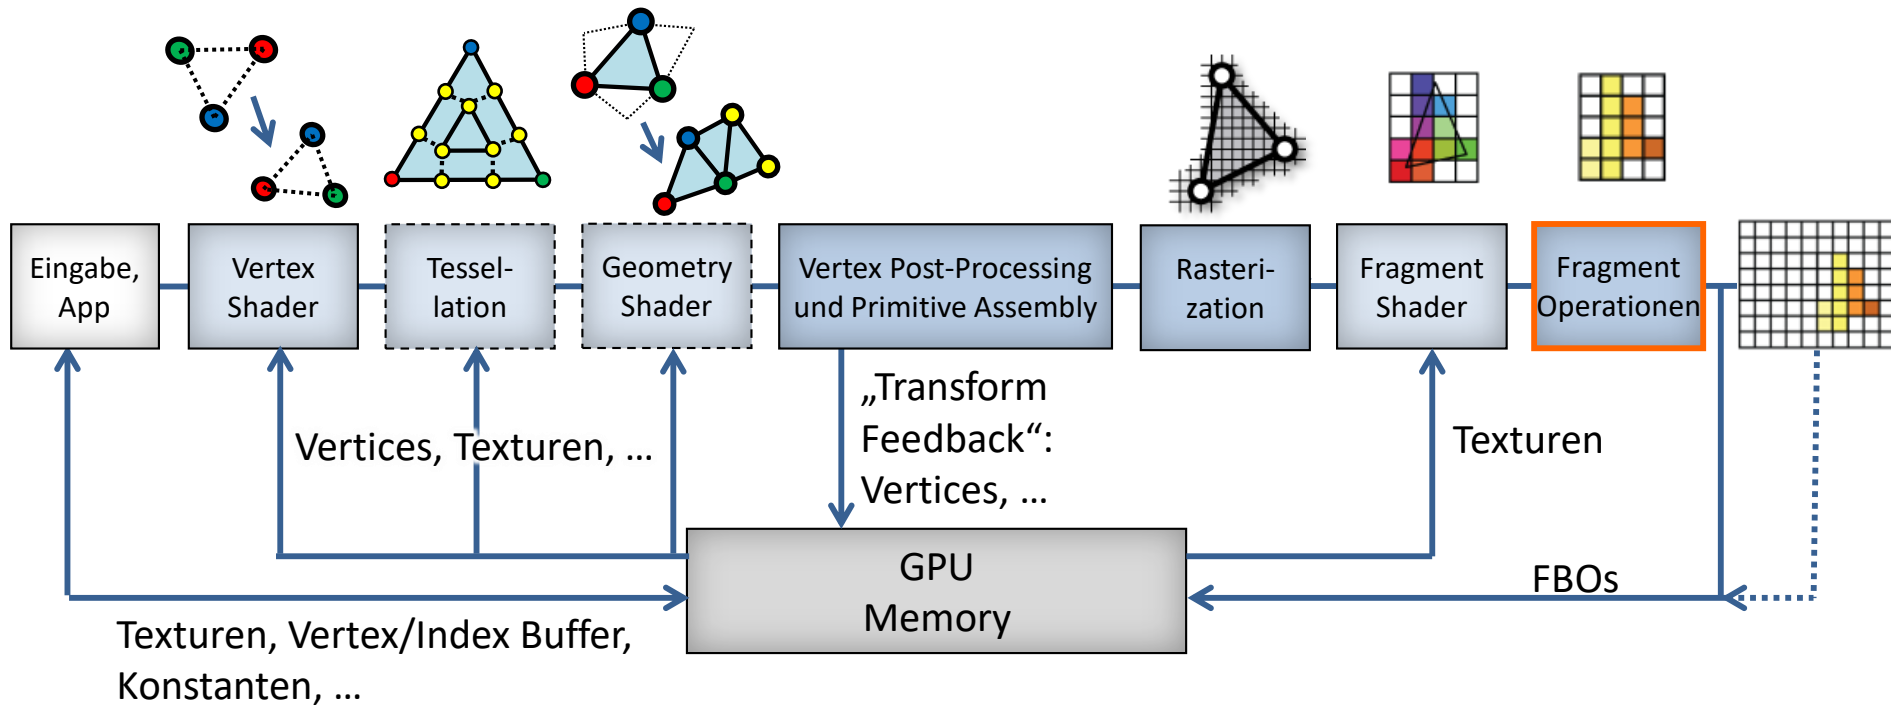 Eingabe,
App
Vertex
Shader
Tessel-
lation
Geometry
Shader
Vertex Post-Processing
und Primitive Assembly
Rasteri-
zation
Fragment
Shader
Fragment
Operationen
Vertices, Texturen, …
„Transform
Feedback“:
Vertices, …
Texturen
GPU
Memory
FBOs
Texturen, Vertex/Index Buffer,
Konstanten, …